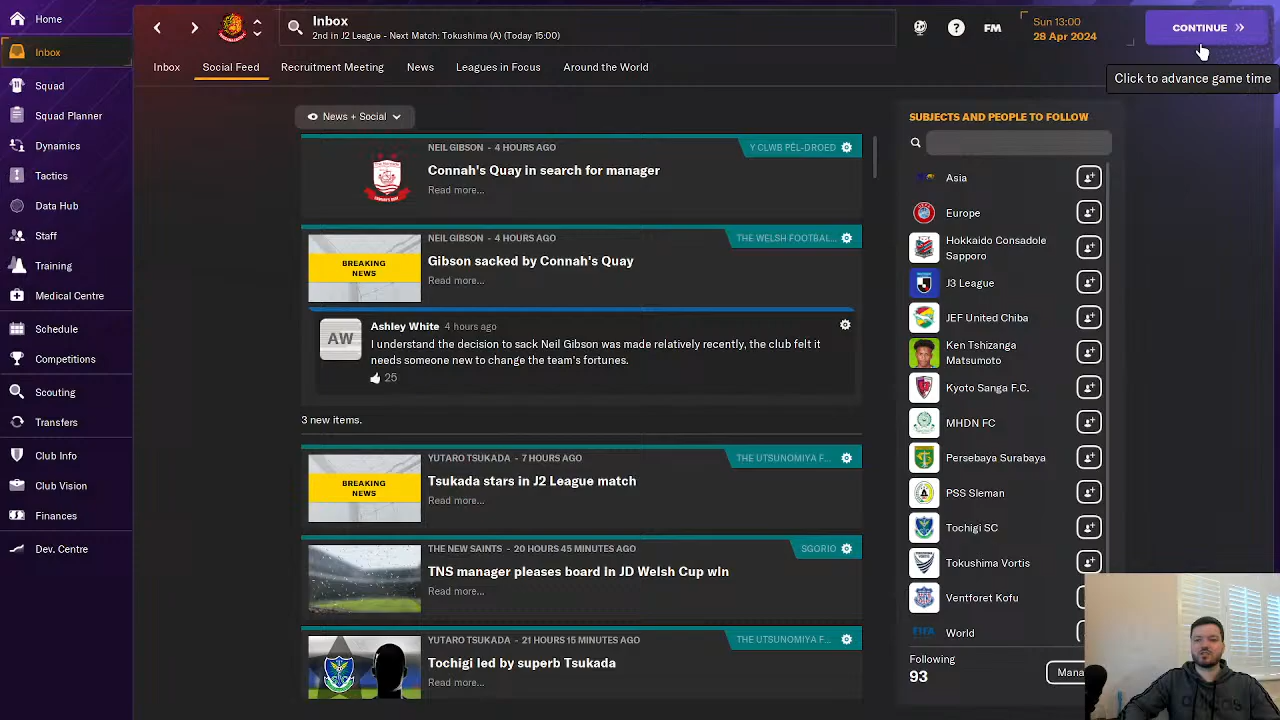 Home
Inbox
Squad
Squad Planner
Dynamics
Tactics
Data Hub
Staff
Training
Medical Centre
Schedule
Competitions
Scouting
Transfers
Club Info
Club Vision
Finances
Dev. Centre
Inbox
2nd in J2 League - Next Match: Tokushima (A) (Today 15:00)
FM
Sun 13:00
28 Apr 2024
CONTINUE
Click to advance game time
Inbox
Social Feed
Recruitment Meeting
News
Leagues in Focus
Around the World
News + Social
NEIL GIBSON - 4 HOURS AGO
Y CLWB PÊL-DROED
Connah's Quay in search for manager
Read more...
NEIL GIBSON - 4 HOURS AGO
THE WELSH FOOTBAL...
BREAKING
NEWS
Gibson sacked by Connah's Quay
Read more...
AW
Ashley White 4 hours ago
I understand the decision to sack Neil Gibson was made relatively recently, the club felt it
needs someone new to change the team's fortunes.
25
3 new items.
YUTARO TSUKADA - 7 HOURS AGO
THE UTSUNOMIYA F...
BREAKING
NEWS
Tsukada stars in J2 League match
Read more...
THE NEW SAINTS - 20 HOURS 45 MINUTES AGO
SGORIO
TNS manager pleases board in JD Welsh Cup win
Read more...
YUTARO TSUKADA - 21 HOURS 15 MINUTES AGO
THE UTSUNOMIYA F...
Tochigi led by superb Tsukada
Read more...
SUBJECTS AND PEOPLE TO FOLLOW
Asia
Europe
Hokkaido Consadole
Sapporo
J3 League
JEF United Chiba
Ken Tshizanga
Matsumoto
Kyoto Sanga F.C.
MHDN FC
Persebaya Surabaya
PSS Sleman
Tochigi SC
Tokushima Vortis
Ventforet Kofu
FIFA
World
Following
93
Mana